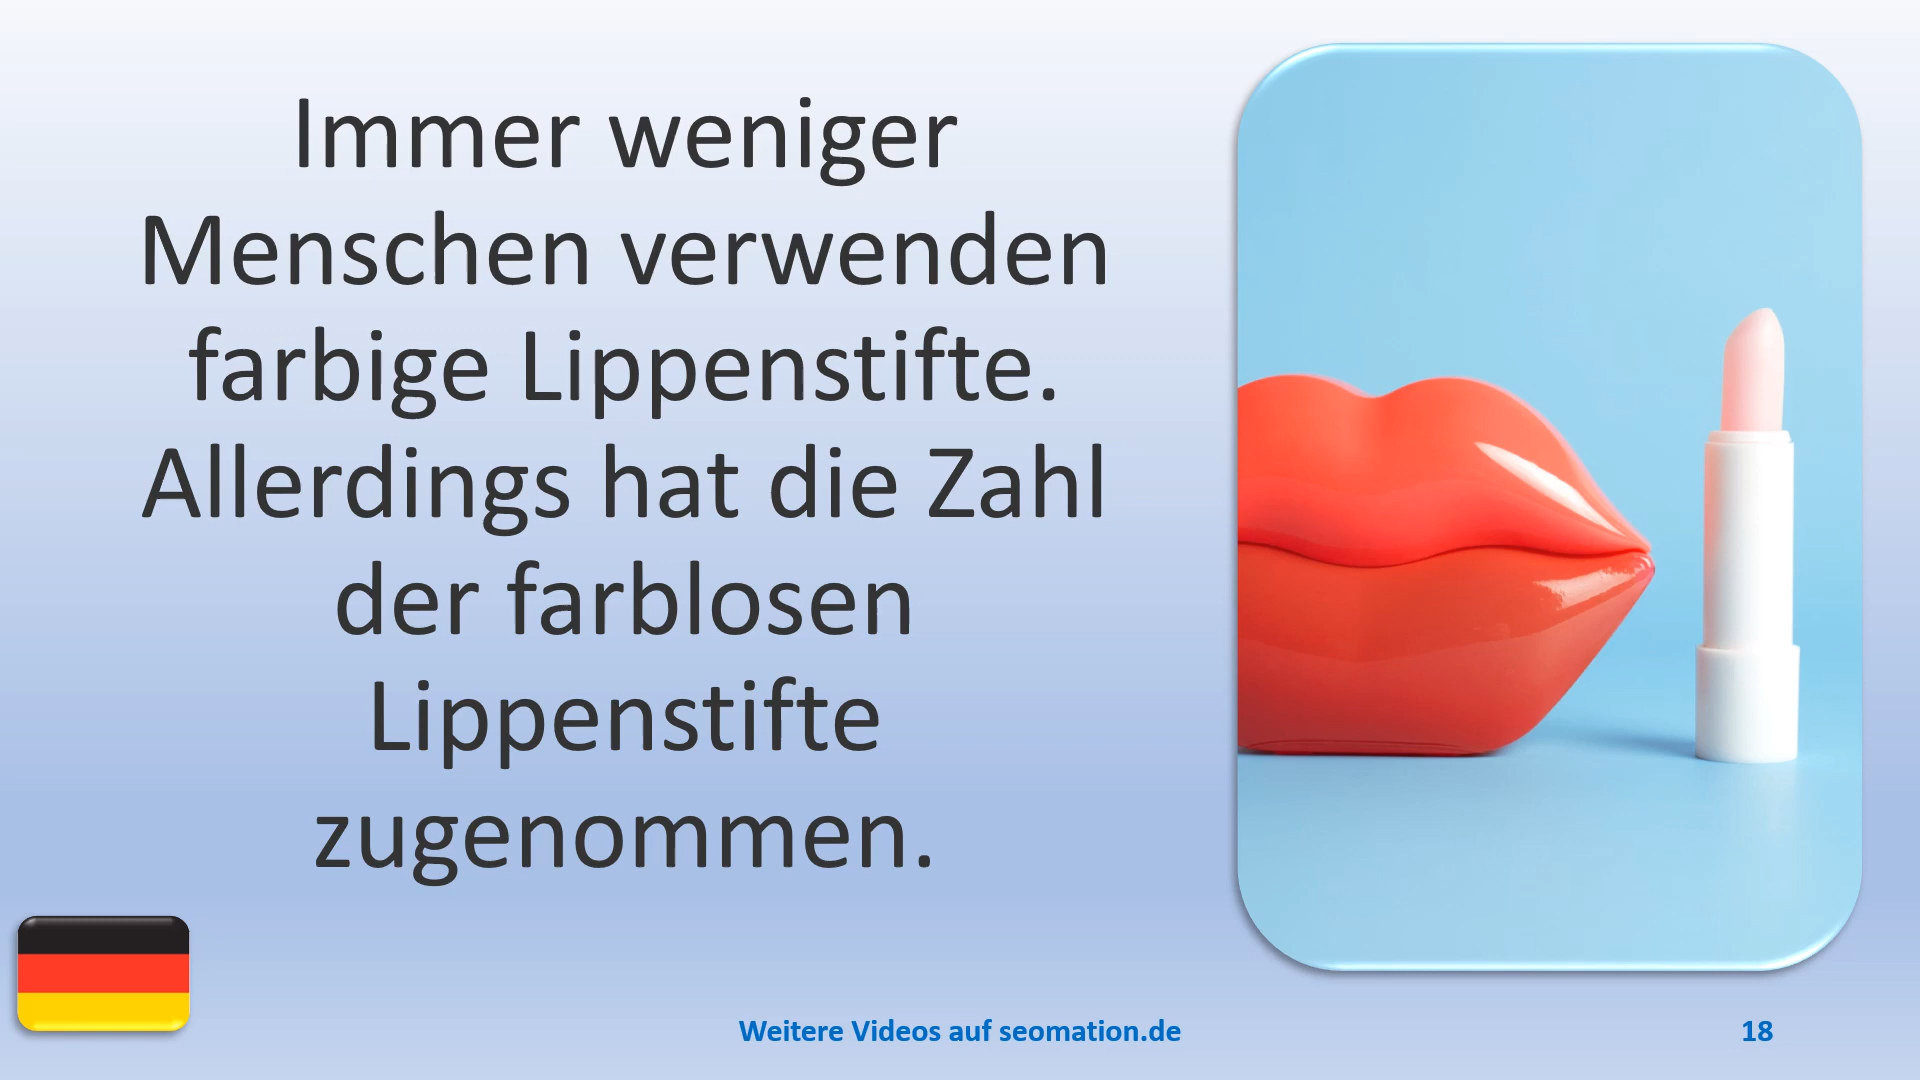 Immer weniger
Menschen verwenden
farbige Lippenstifte.
Allerdings hat die Zahl
der farblosen
Lippenstifte
zugenommen.
Weitere Videos auf seomation.de
18